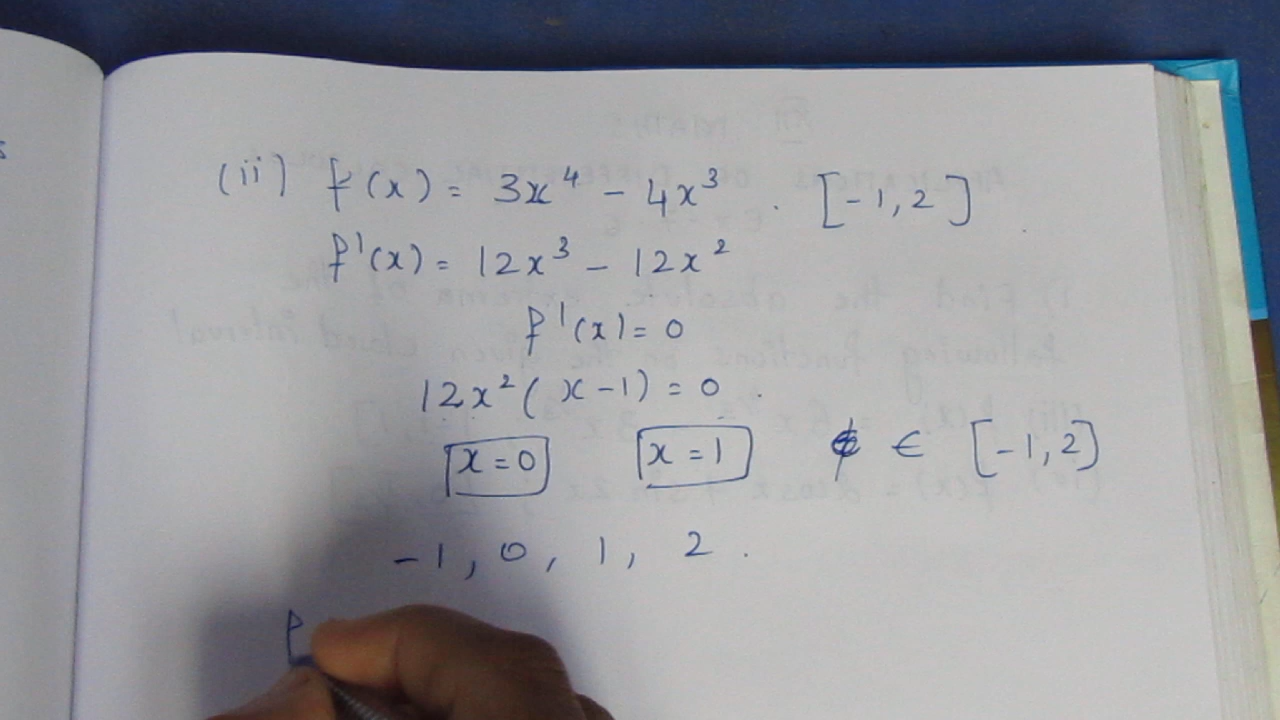 (ii) f(x) = 3x⁴ - 4x³ . [-1, 2]
f'(x) = 12x³ - 12x²
f'(x) = 0
12x² (x-1) = 0 .
x = 0 x = 1 ∈ [-1, 2]
-1, 0, 1, 2 .
f